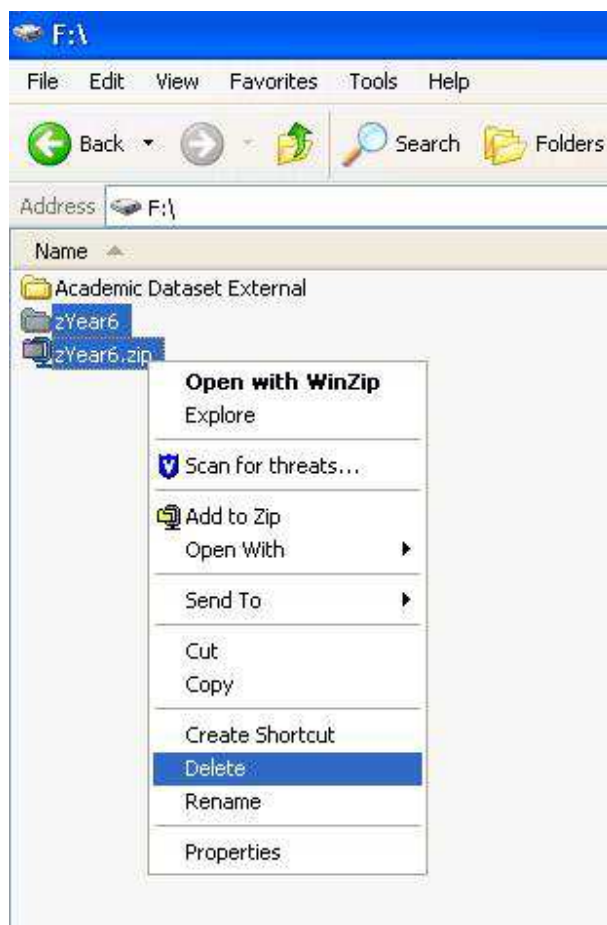 F:\
File Edit View Favorites Tools Help
Back Search Folders
Address F:\
Name
Academic Dataset External
zYear6
zYear6.zip
Open with WinZip
Explore
Scan for threats...
Add to Zip
Open With
Send To
Cut
Copy
Create Shortcut
Delete
Rename
Properties